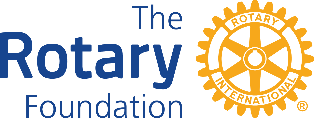 The
Rotary
Foundation
ROTARY
INTERNATIONAL
®